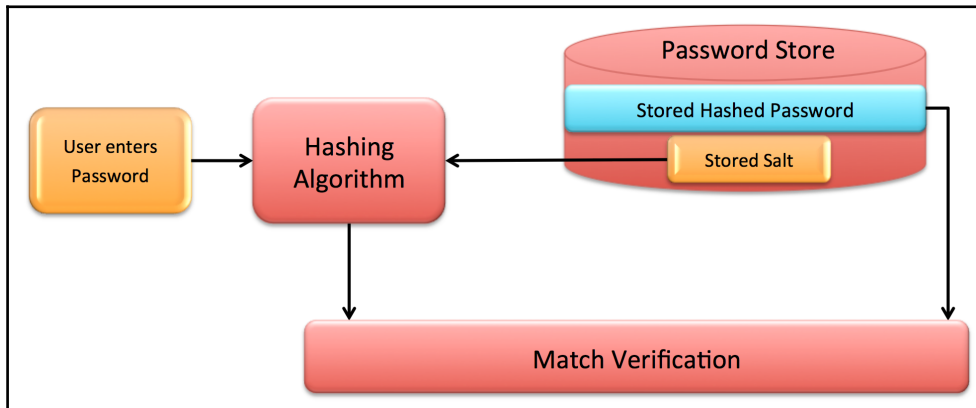 Password Store
Stored Hashed Password
User enters
Password
Hashing
Algorithm
Stored Salt
Match Verification